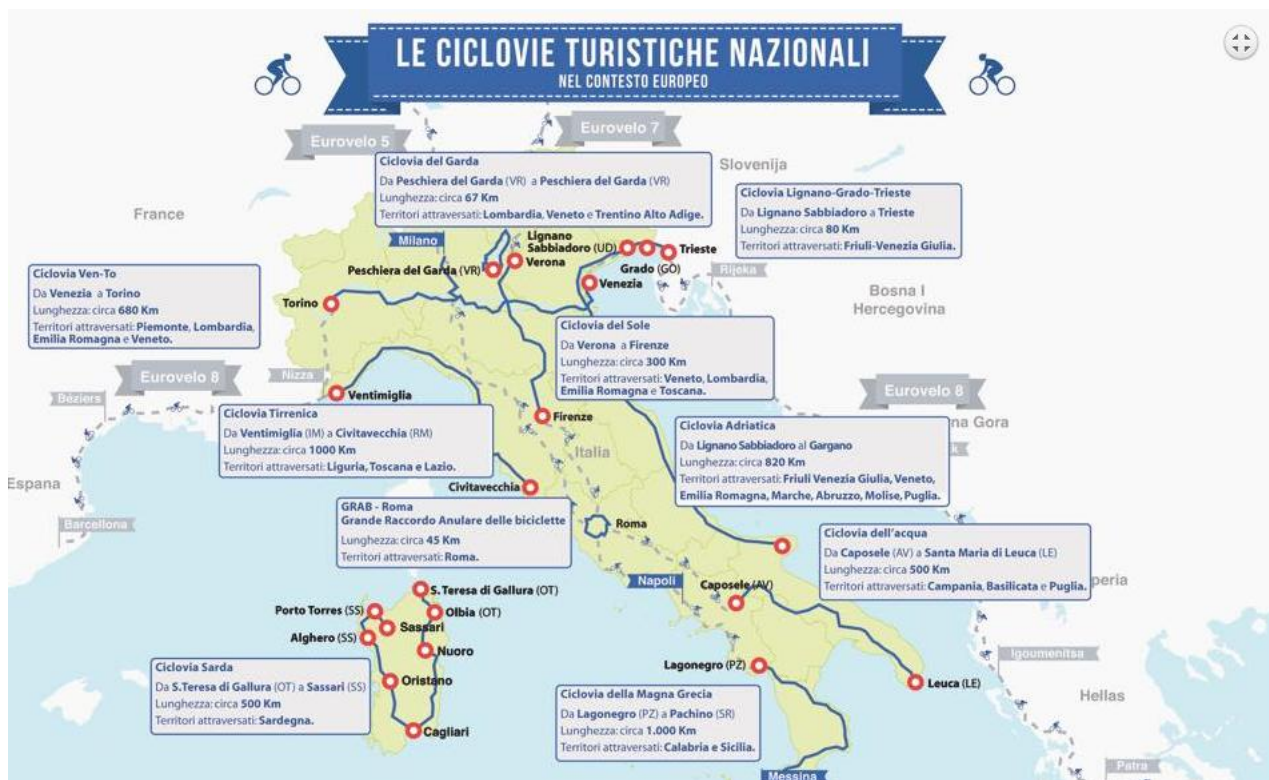 LE CICLOVIE TURISTICHE NAZIONALI
NEL CONTESTO EUROPEO
Eurovelo 5
Eurovelo 7
Slovenija
France
Ciclovia del Garda
Da Peschiera del Garda (VR) a Peschiera del Garda (VR)
Lunghezza: circa 67 Km
Territori attraversati: Lombardia, Veneto e Trentino Alto Adige.
Ciclovia Lignano-Grado-Trieste
Da Lignano Sabbiadoro a Trieste
Lunghezza: circa 80 Km
Territori attraversati: Friuli-Venezia Giulia.
Milano
Lignano
Sabbiadoro (UD)
Trieste
Grado (GO)
Verona
Peschiera del Garda (VR)
Venezia
Rijeka
Bosna I
Hercegovina
Ciclovia Ven-To
Da Venezia a Torino
Lunghezza: circa 680 Km
Territori attraversati: Piemonte, Lombardia,
Emilia Romagna e Veneto.
Torino
Ciclovia del Sole
Da Verona a Firenze
Lunghezza: circa 300 Km
Territori attraversati: Veneto, Lombardia,
Emilia Romagna e Toscana.
Eurovelo 8
Nizza
Béziers
Ventimiglia
Eurovelo 8
Ciclovia Tirrenica
Da Ventimiglia (IM) a Civitavecchia (RM)
Lunghezza: circa 1000 Km
Territori attraversati: Liguria, Toscana e Lazio.
Firenze
Italia
Ciclovia Adriatica
Da Lignano Sabbiadoro al Gargano
Lunghezza: circa 820 Km
Territori attraversati: Friuli Venezia Giulia, Veneto,
Emilia Romagna, Marche, Abruzzo, Molise, Puglia.
na Gora
k
Espana
Barcellona
Civitavecchia
GRAB - Roma
Grande Raccordo Anulare delle biciclette
Lunghezza: circa 45 Km
Territori attraversati: Roma.
Roma
Ciclovia dell'acqua
Da Caposele (AV) a Santa Maria di Leuca (LE)
Lunghezza: circa 500 Km
Territori attraversati: Campania, Basilicata e Puglia.
peria
Napoli
Caposele (AV)
S. Teresa di Gallura (OT)
Porto Torres (SS)
Olbia (OT)
Sassari
Alghero (SS)
Nuoro
Oristano
Cagliari
Ciclovia Sarda
Da S.Teresa di Gallura (OT) a Sassari (SS)
Lunghezza: circa 500 Km
Territori attraversati: Sardegna.
Lagonegro (PZ)
Leuca (LE)
Igoumenitsa
Hellas
Ciclovia della Magna Grecia
Da Lagonegro (PZ) a Pachino (SR)
Lunghezza: circa 1.000 Km
Territori attraversati: Calabria e Sicilia.
Messina
Patra